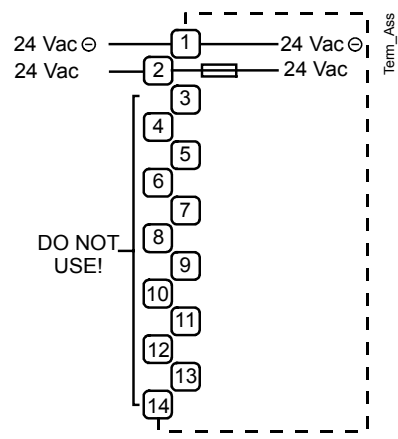 24 Vac ⊖ 1 24 Vac ⊖
24 Vac 2 24 Vac
3
4
5
6
7
DO NOT 8
USE! 9
10
11
12
13
14
Term_Ass